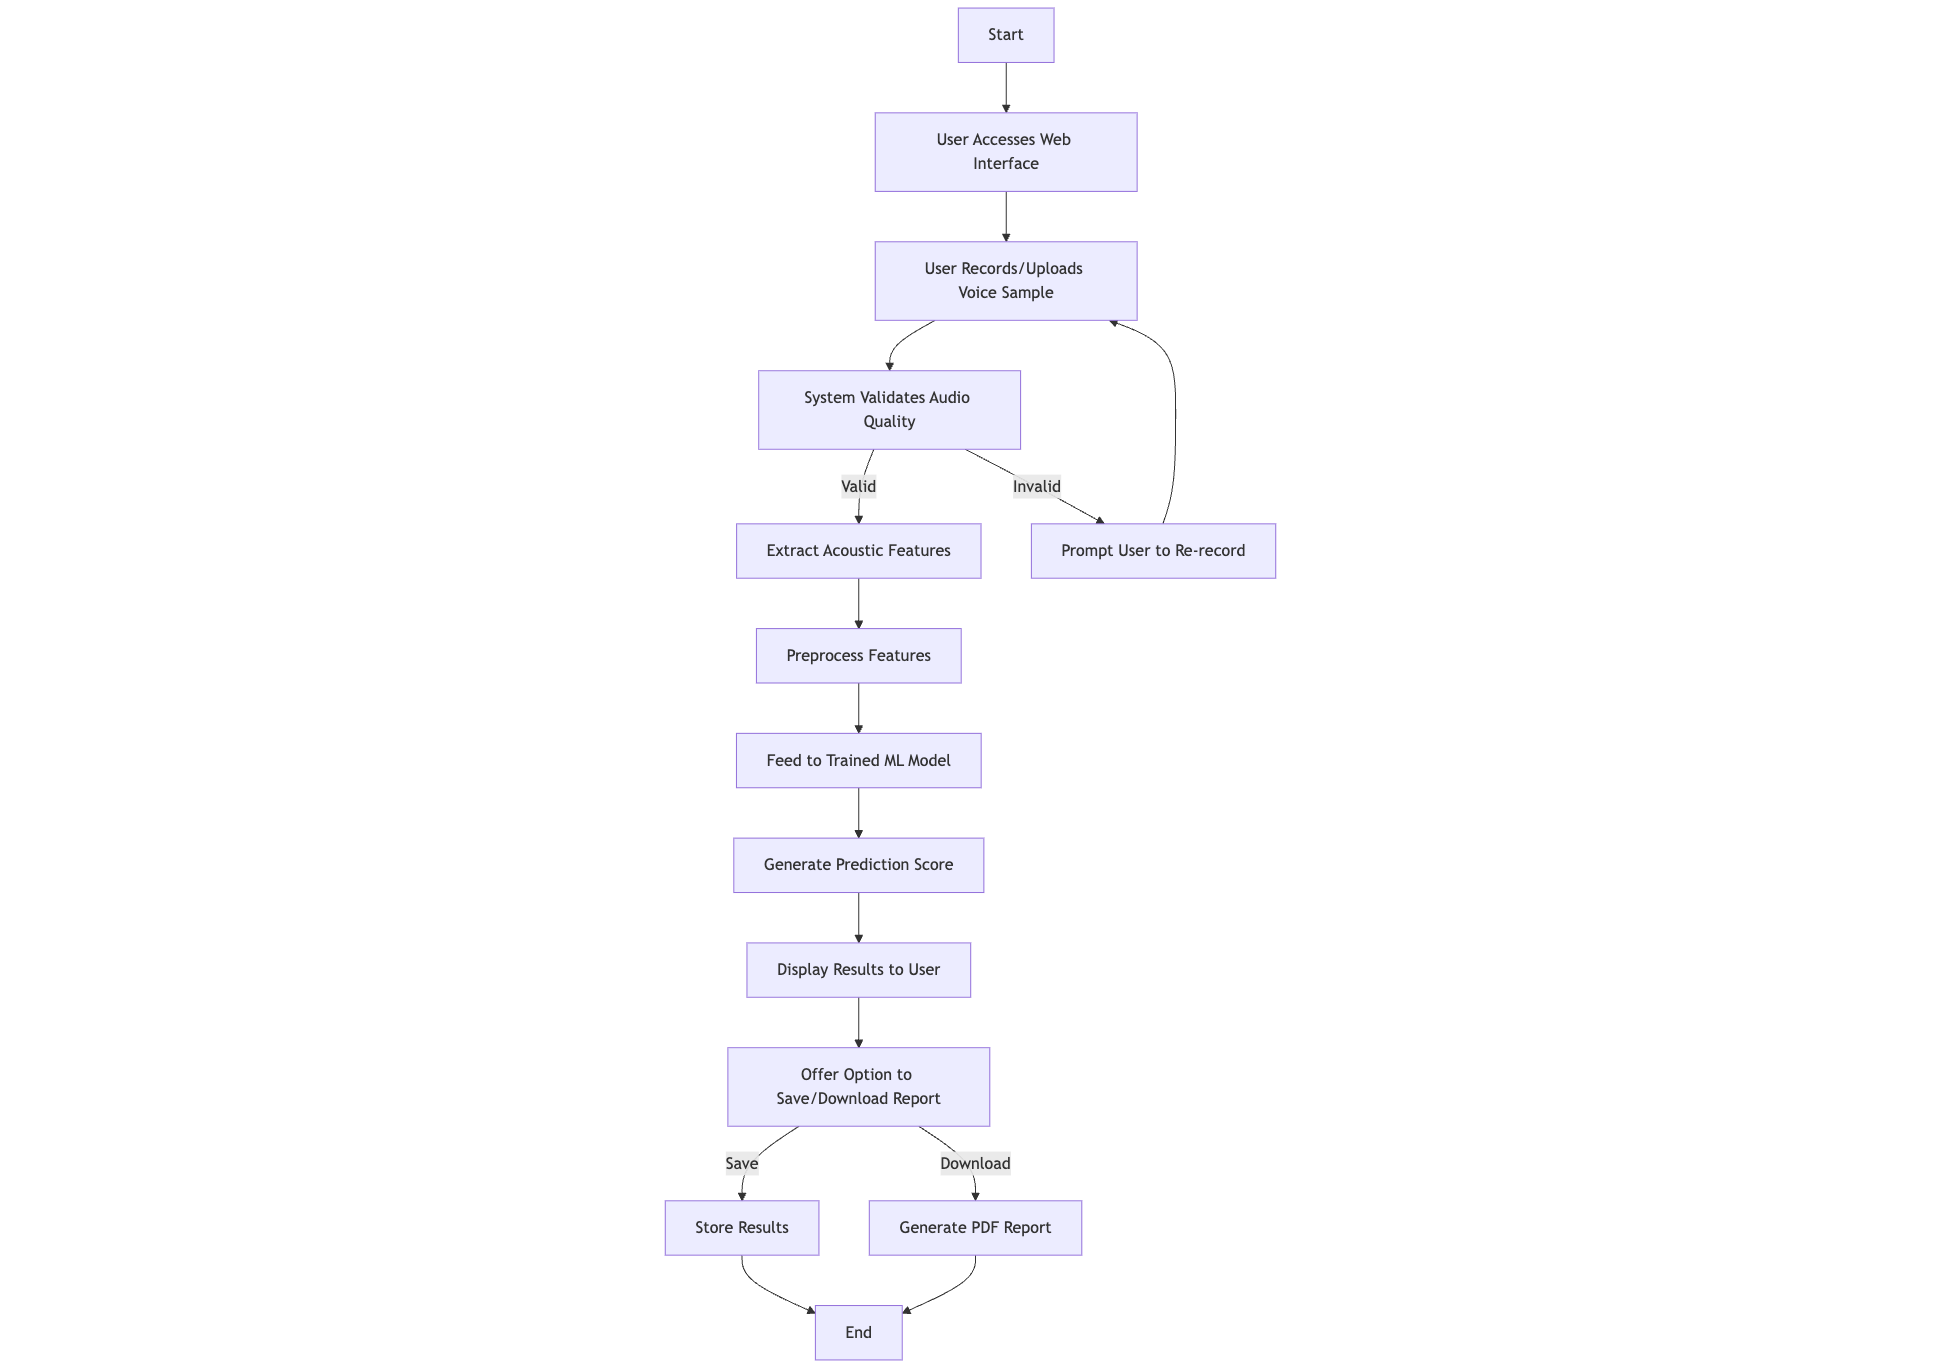 Start
User Accesses Web
Interface
User Records/Uploads
Voice Sample
System Validates Audio
Quality
Valid
Invalid
Extract Acoustic Features
Prompt User to Re-record
Preprocess Features
Feed to Trained ML Model
Generate Prediction Score
Display Results to User
Offer Option to
Save/Download Report
Save
Download
Store Results
Generate PDF Report
End